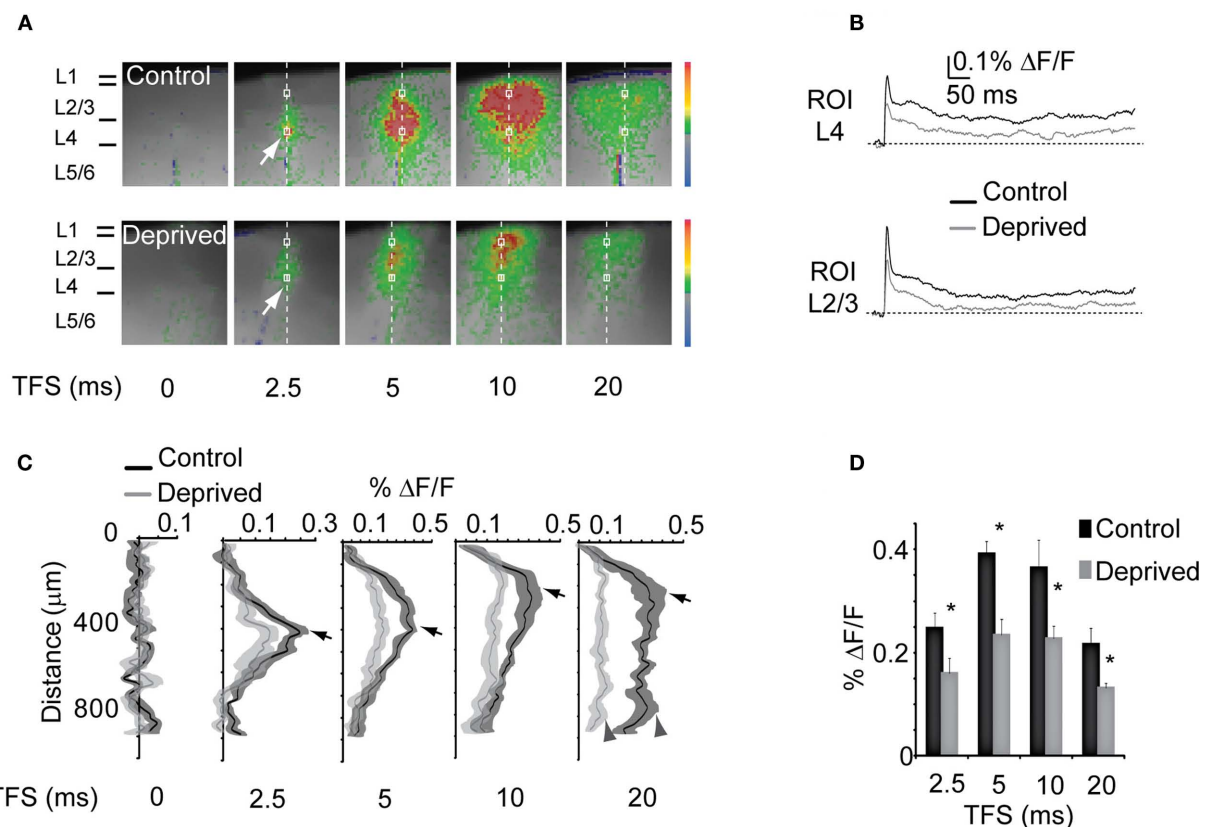 A
Control
L1
L2/3
L4
L5/6
Deprived
L1
L2/3
L4
L5/6
TFS (ms) 0 2.5 5 10 20
B
0.1% ΔF/F
50 ms
ROI
L4
Control
Deprived
ROI
L2/3
C
Control
Deprived
% ΔF/F
0 0.1 0.1 0.3 0.1 0.5 0.1 0.5 0.1 0.5
400
800
Distance (μm)
TFS (ms) 0 2.5 5 10 20
D
Control
Deprived
0.4
0.2
0
% ΔF/F
* * * *
2.5 5 10 20
TFS (ms)